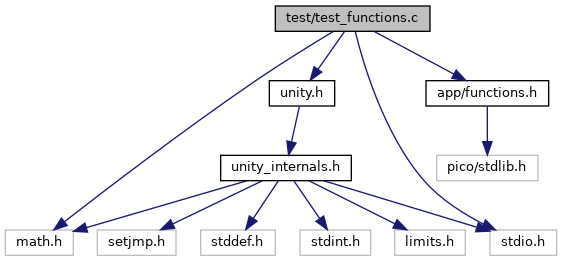 test/test_functions.c
unity.h
app/functions.h
unity_internals.h
pico/stdlib.h
math.h
setjmp.h
stddef.h
stdint.h
limits.h
stdio.h